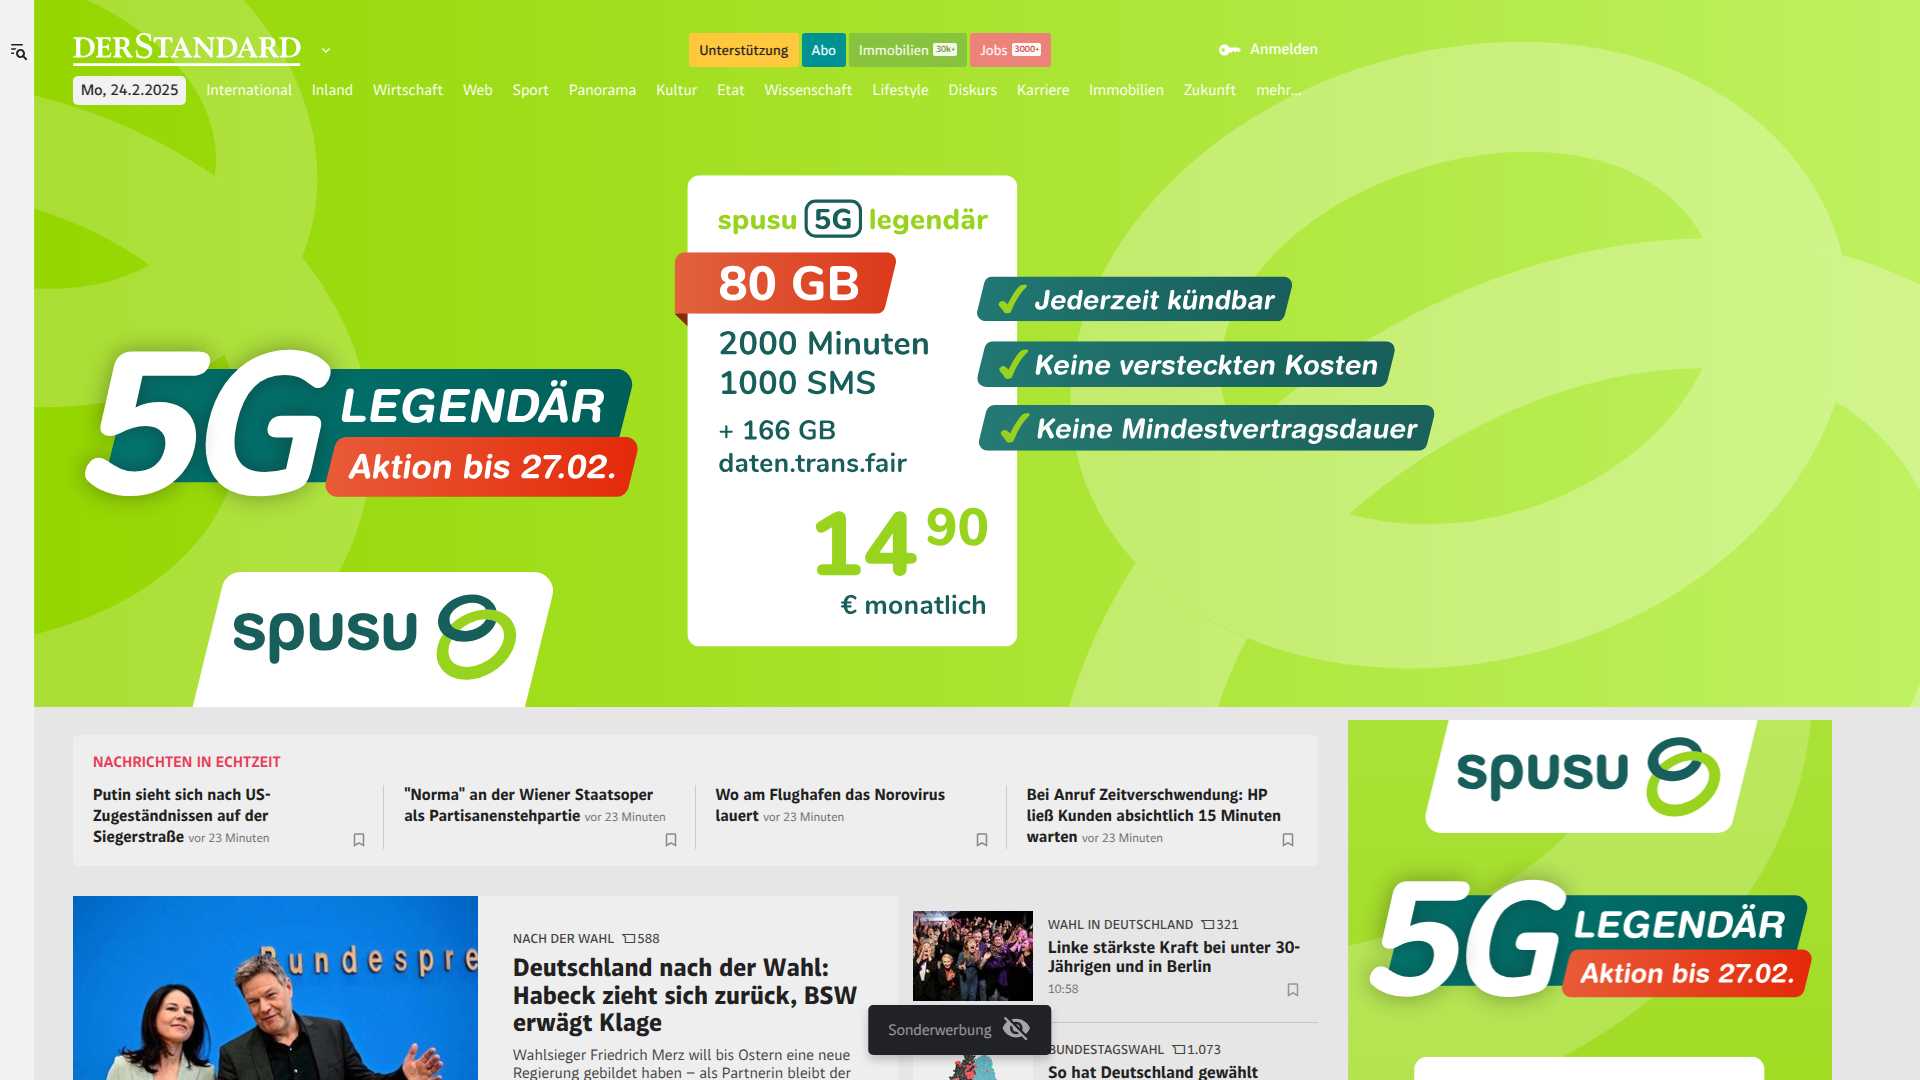 DERSTANDARD
Unterstützung
Abo
Immobilien 30k+
Jobs 3000+
Anmelden
Mo, 24.2.2025
International
Inland
Wirtschaft
Web
Sport
Panorama
Kultur
Etat
Wissenschaft
Lifestyle
Diskurs
Karriere
Immobilien
Zukunft
mehr...
5G LEGENDÄR
Aktion bis 27.02.
spusu
spusu 5G legendär
80 GB
2000 Minuten
1000 SMS
+ 166 GB
daten.trans.fair
14 90
€ monatlich
Jederzeit kündbar
Keine versteckten Kosten
Keine Mindestvertragsdauer
NACHRICHTEN IN ECHTZEIT
Putin sieht sich nach US-
Zugeständnissen auf der
Siegerstraße vor 23 Minuten
"Norma" an der Wiener Staatsoper
als Partisanenstehpartie vor 23 Minuten
Wo am Flughafen das Norovirus
lauert vor 23 Minuten
Bei Anruf Zeitverschwendung: HP
ließ Kunden absichtlich 15 Minuten
warten vor 23 Minuten
Bundespre
NACH DER WAHL 588
Deutschland nach der Wahl:
Habeck zieht sich zurück, BSW
erwägt Klage
Wahlsieger Friedrich Merz will bis Ostern eine neue
Regierung gebildet haben – als Partnerin bleibt der
WAHL IN DEUTSCHLAND 321
Linke stärkste Kraft bei unter 30-
Jährigen und in Berlin
10:58
Sonderwerbung
BUNDESTAGSWAHL 1.073
So hat Deutschland gewählt
spusu
5G LEGENDÄR
Aktion bis 27.02.